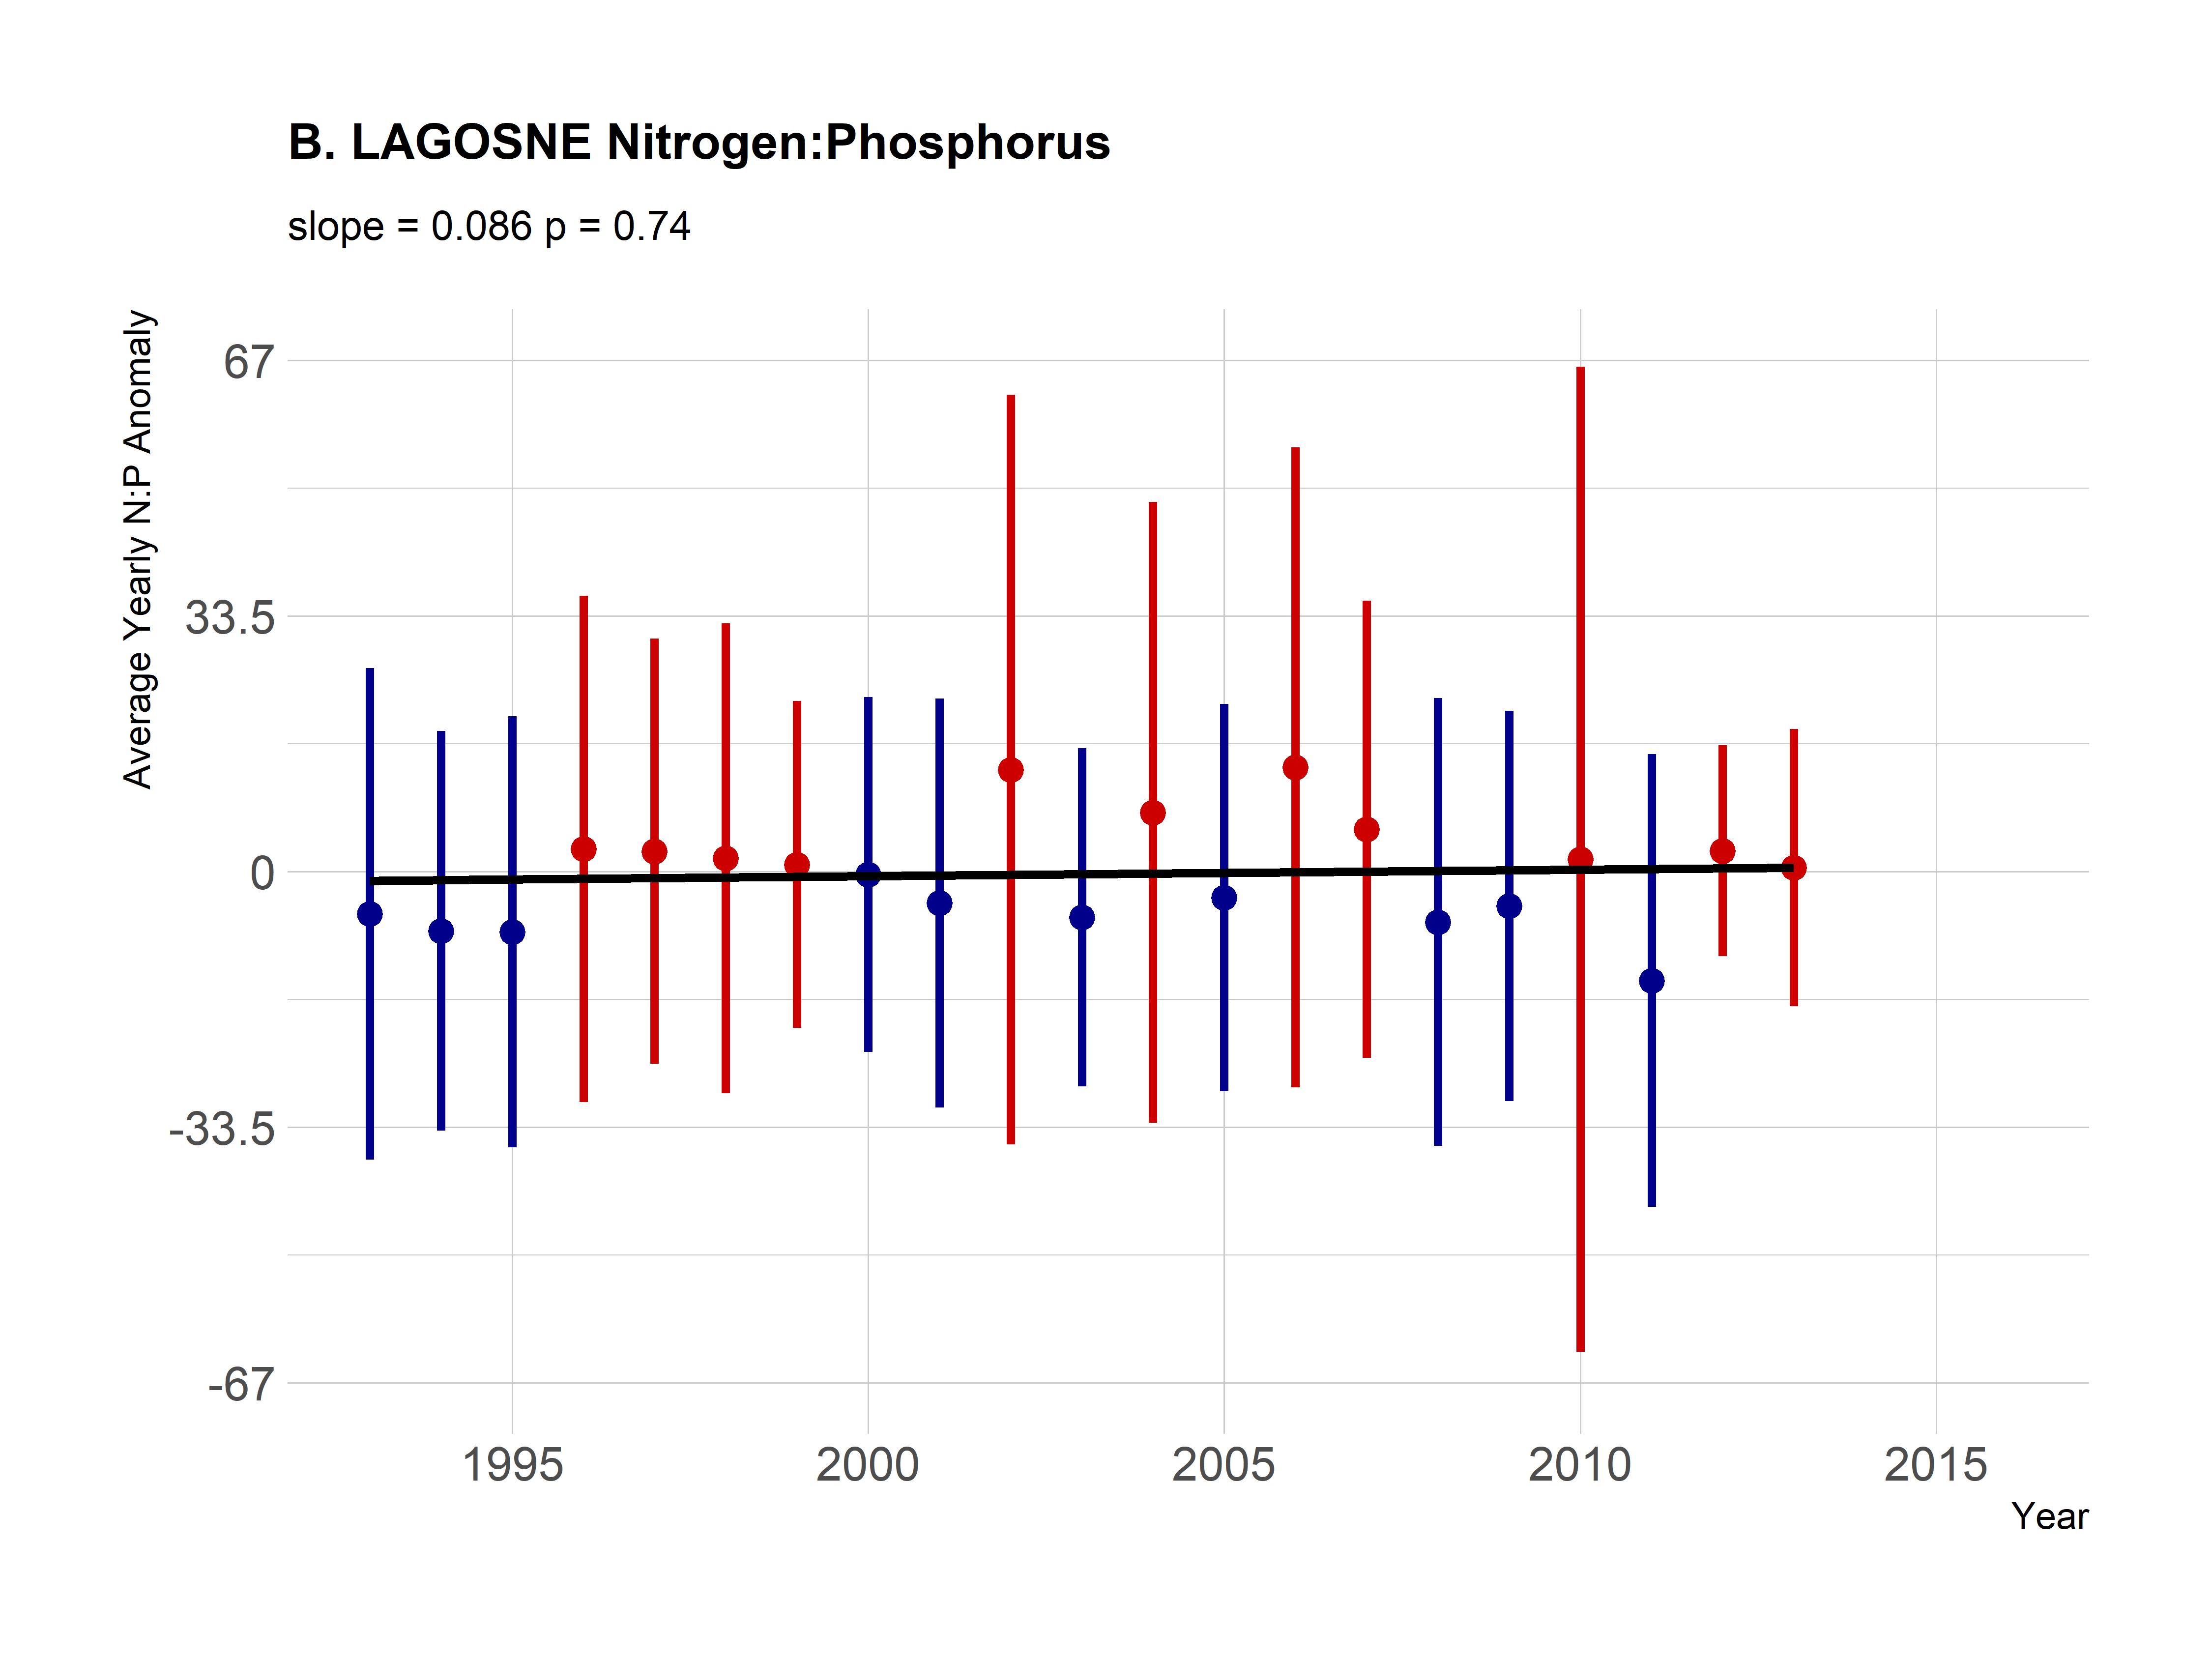 B. LAGOSNE Nitrogen:Phosphorus
slope = 0.086 p = 0.74
Average Yearly N:P Anomaly
67
33.5
0
-33.5
-67
1995 2000 2005 2010 2015
Year